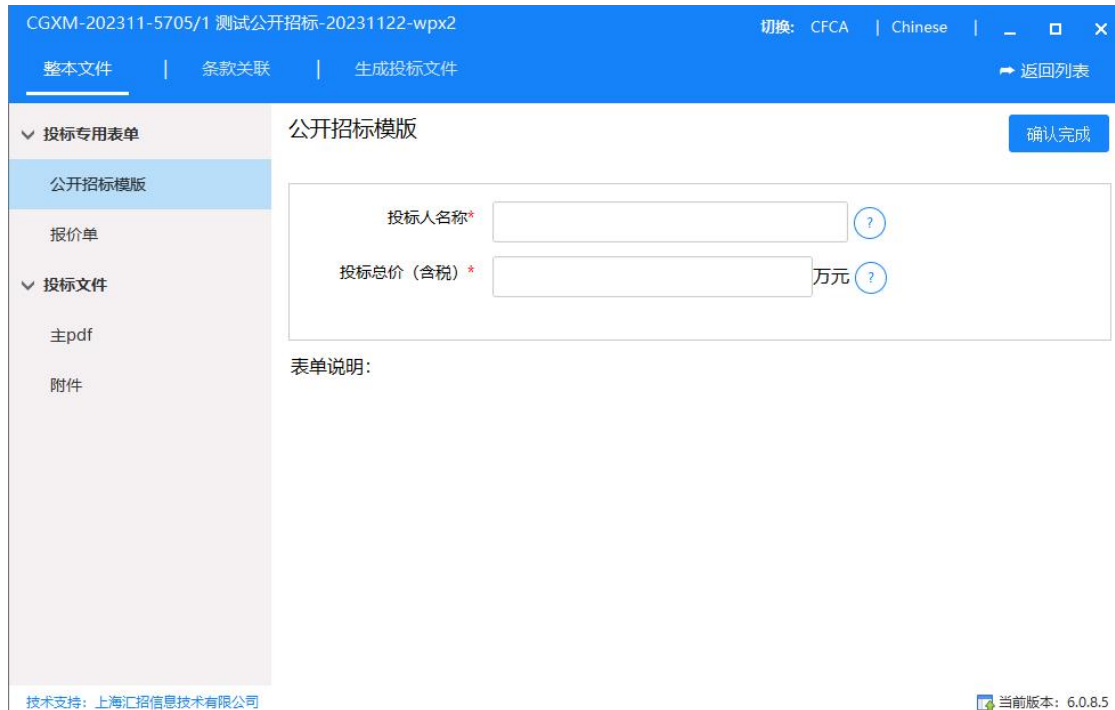 CGXM-202311-5705/1 测试公开招标-20231122-wpx2
切换: CFCA | Chinese |
整本文件 | 条款关联 | 生成投标文件
返回列表
投标专用表单
公开招标模版
报价单
投标文件
主pdf
附件
公开招标模版
确认完成
投标人名称* ?
投标总价（含税）* 万元 ?
表单说明：
技术支持：上海汇招信息技术有限公司
当前版本：6.0.8.5